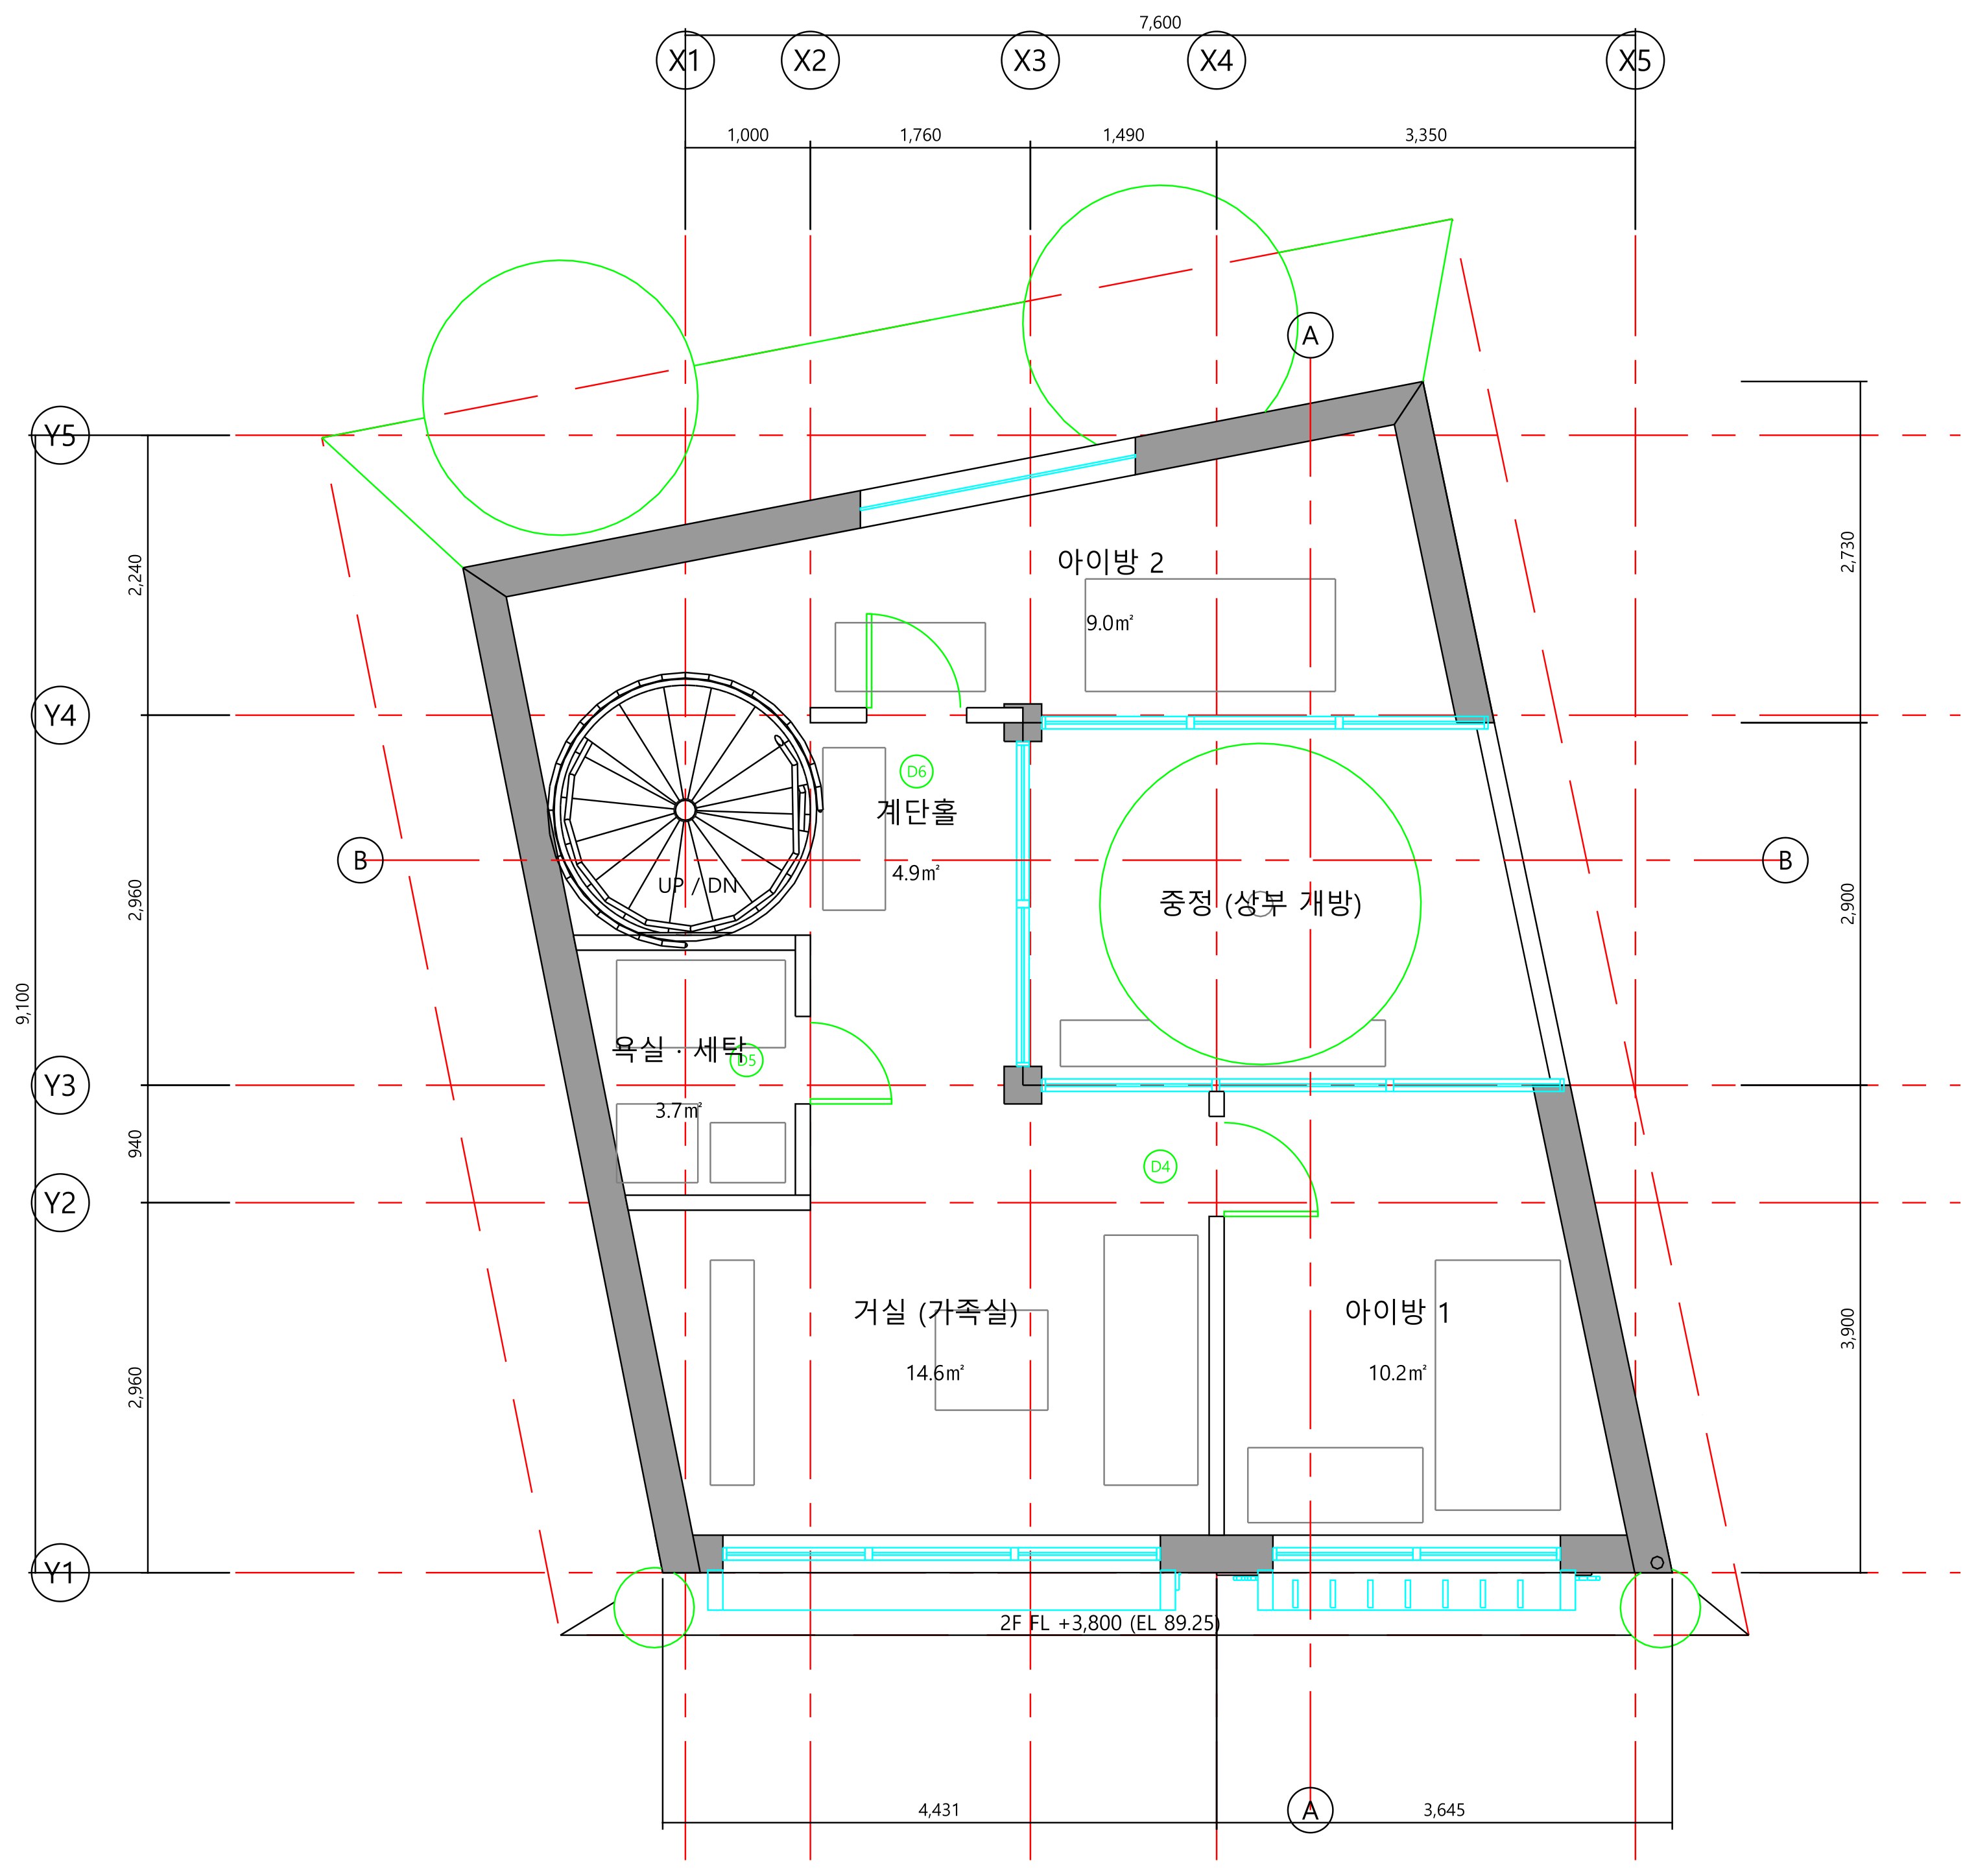 7,600
X1 X2 X3 X4 X5
1,000 1,760 1,490 3,350
A
Y5
2,240
2,730
아이방 2
9.0㎡
Y4
D6
계단홀
4.9㎡
B
B
UP / DN
중정 (상부 개방)
2,960
2,900
9,100
욕실 · 세탁
D5
3.7㎡
Y3
940
D4
Y2
거실 (가족실)
14.6㎡
아이방 1
10.2㎡
2,960
3,900
Y1
2F FL +3,800 (EL 89.25)
4,431
3,645
A